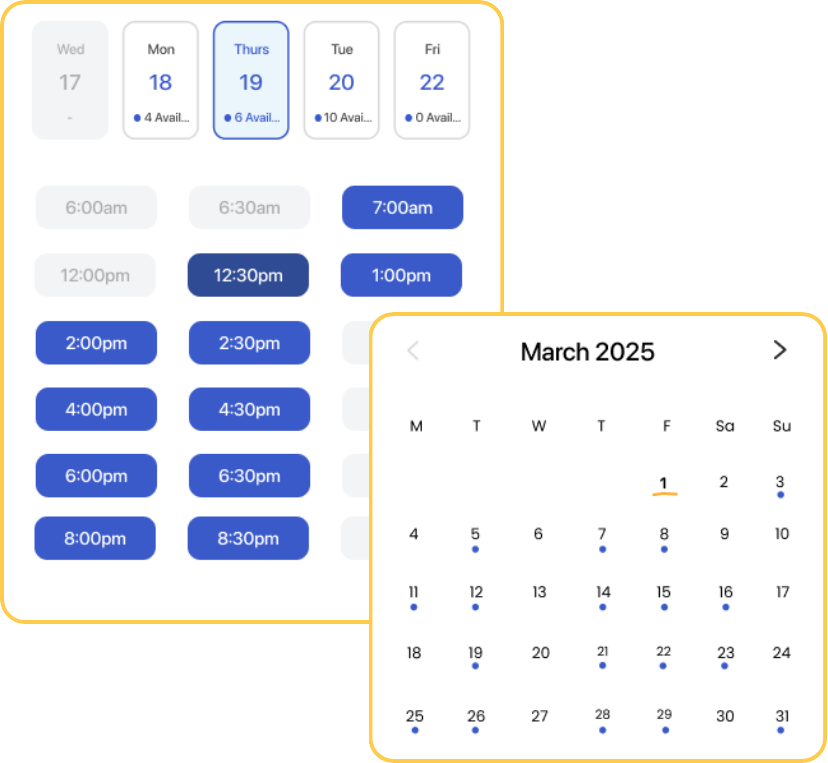 Wed Mon Thurs Tue Fri
17 18 19 20 22
- 4 Avail... 6 Avail... 10 Avai... 0 Avail...
6:00am 6:30am 7:00am
12:00pm 12:30pm 1:00pm
2:00pm 2:30pm
4:00pm 4:30pm
6:00pm 6:30pm
8:00pm 8:30pm
March 2025
M T W T F Sa Su
1 2 3
4 5 6 7 8 9 10
11 12 13 14 15 16 17
18 19 20 21 22 23 24
25 26 27 28 29 30 31